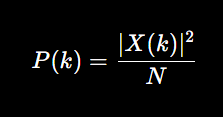 P(k) = |X(k)|² / N